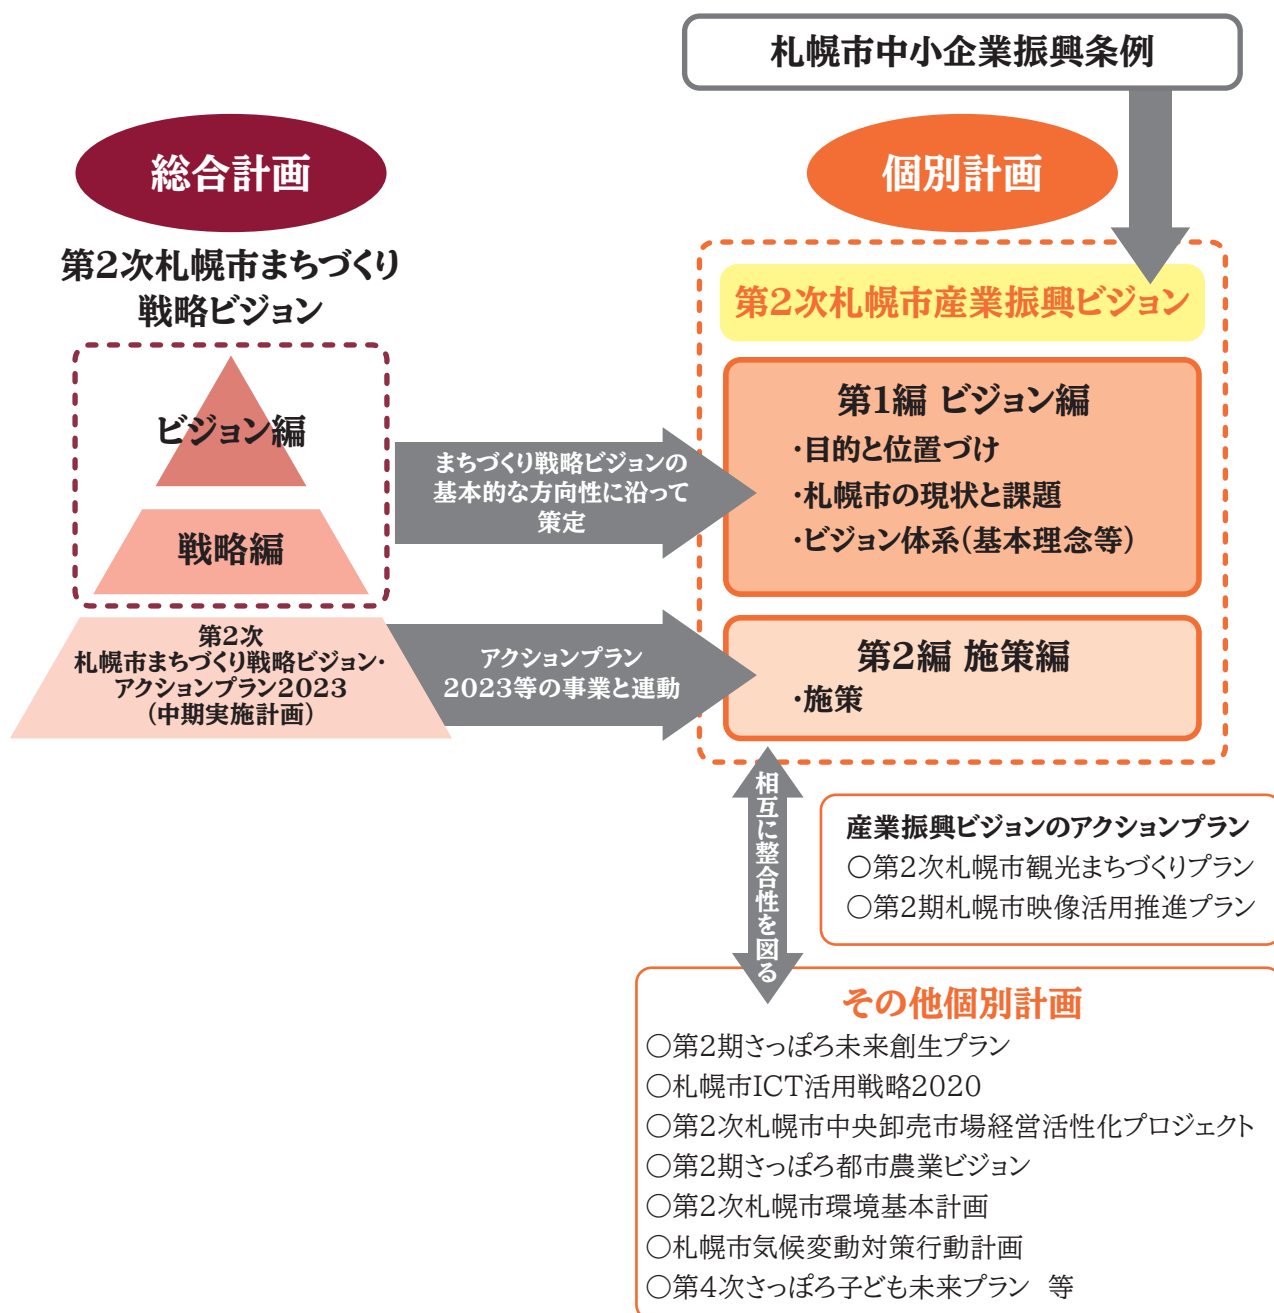 札幌市中小企業振興条例
総合計画
第2次札幌市まちづくり
戦略ビジョン
ビジョン編
戦略編
第2次
札幌市まちづくり戦略ビジョン・
アクションプラン2023
(中期実施計画)
まちづくり戦略ビジョンの
基本的な方向性に沿って
策定
アクションプラン
2023等の事業と連動
個別計画
第2次札幌市産業振興ビジョン
第1編 ビジョン編
・目的と位置づけ
・札幌市の現状と課題
・ビジョン体系(基本理念等)
第2編 施策編
・施策
相互に整合性を図る
産業振興ビジョンのアクションプラン
○第2次札幌市観光まちづくりプラン
○第2期札幌市映像活用推進プラン
その他個別計画
○第2期さっぽろ未来創生プラン
○札幌市ICT活用戦略2020
○第2次札幌市中央卸売市場経営活性化プロジェクト
○第2期さっぽろ都市農業ビジョン
○第2次札幌市環境基本計画
○札幌市気候変動対策行動計画
○第4次さっぽろ子ども未来プラン 等